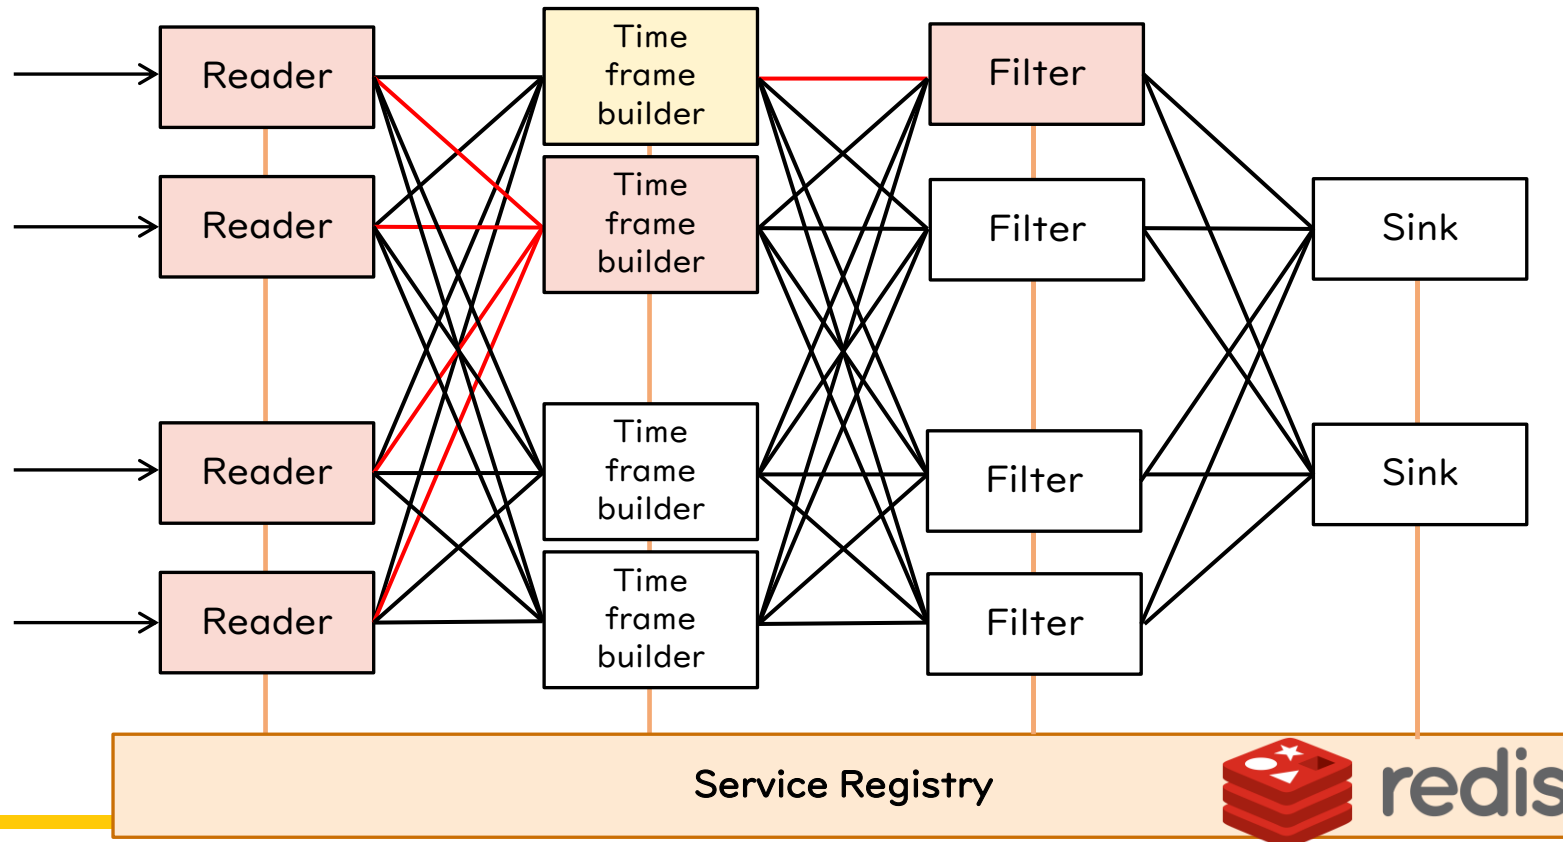 Reader
Time
frame
builder
Filter
Reader
Time
frame
builder
Filter
Sink
Reader
Time
frame
builder
Filter
Sink
Reader
Time
frame
builder
Filter
Service Registry
redis